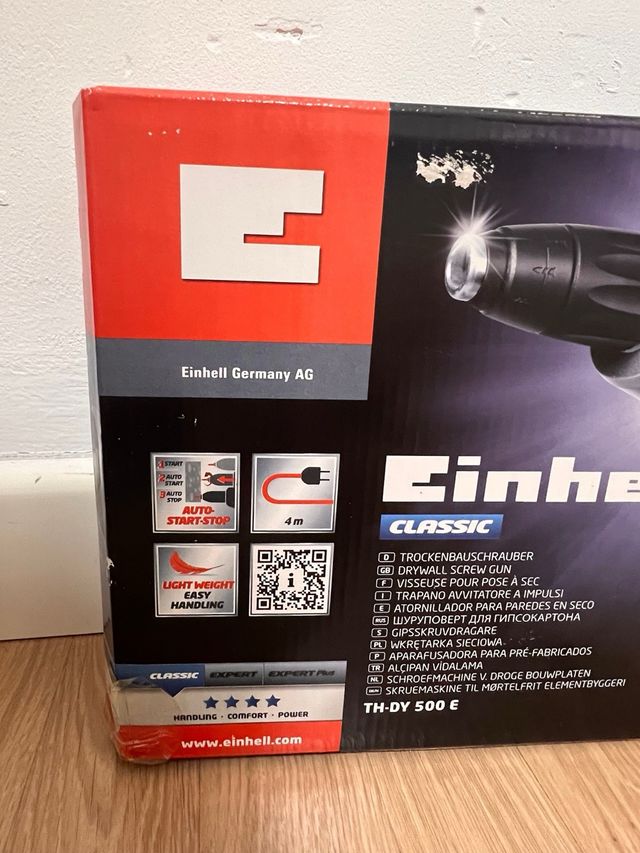 Einhell Germany AG
1 START
2 AUTO START
3 AUTO STOP
AUTO-
START-STOP
4 m
LIGHT WEIGHT
EASY
HANDLING
i
CLASSIC EXPERT EXPERT Plus
HANDLING · COMFORT · POWER
www.einhell.com
Einhe
CLASSIC
D TROCKENBAUSCHRAUBER
GB DRYWALL SCREW GUN
F VISSEUSE POUR POSE À SEC
I TRAPANO AVVITATORE A IMPULSI
E ATORNILLADOR PARA PAREDES EN SECO
RUS ШУРУПОВЕРТ ДЛЯ ГИПСОКАРТОНА
S GIPSSKRUVDRAGARE
PL WKRĘTARKA SIECIOWA
P APARAFUSADORA PARA PRÉ-FABRICADOS
TR ALÇIPAN VİDALAMA
NL SCHROEFMACHINE V. DROGE BOUWPLATEN
SKRUEMASKINE TIL MØRTELFRIT ELEMENTBYGGERI
TH-DY 500 E